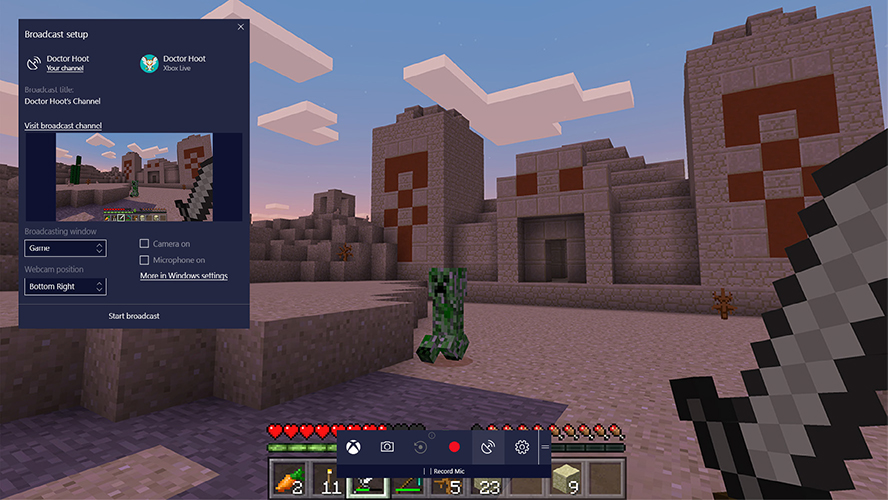 Broadcast setup
Doctor Hoot
Your channel
Doctor Hoot
Xbox Live
Broadcast title:
Doctor Hoot's Channel
Visit broadcast channel
Broadcasting window
Game
Camera on
Microphone on
Webcam position
More in Windows settings
Bottom Right
Start broadcast
Record Mic
2
11
5
23
9